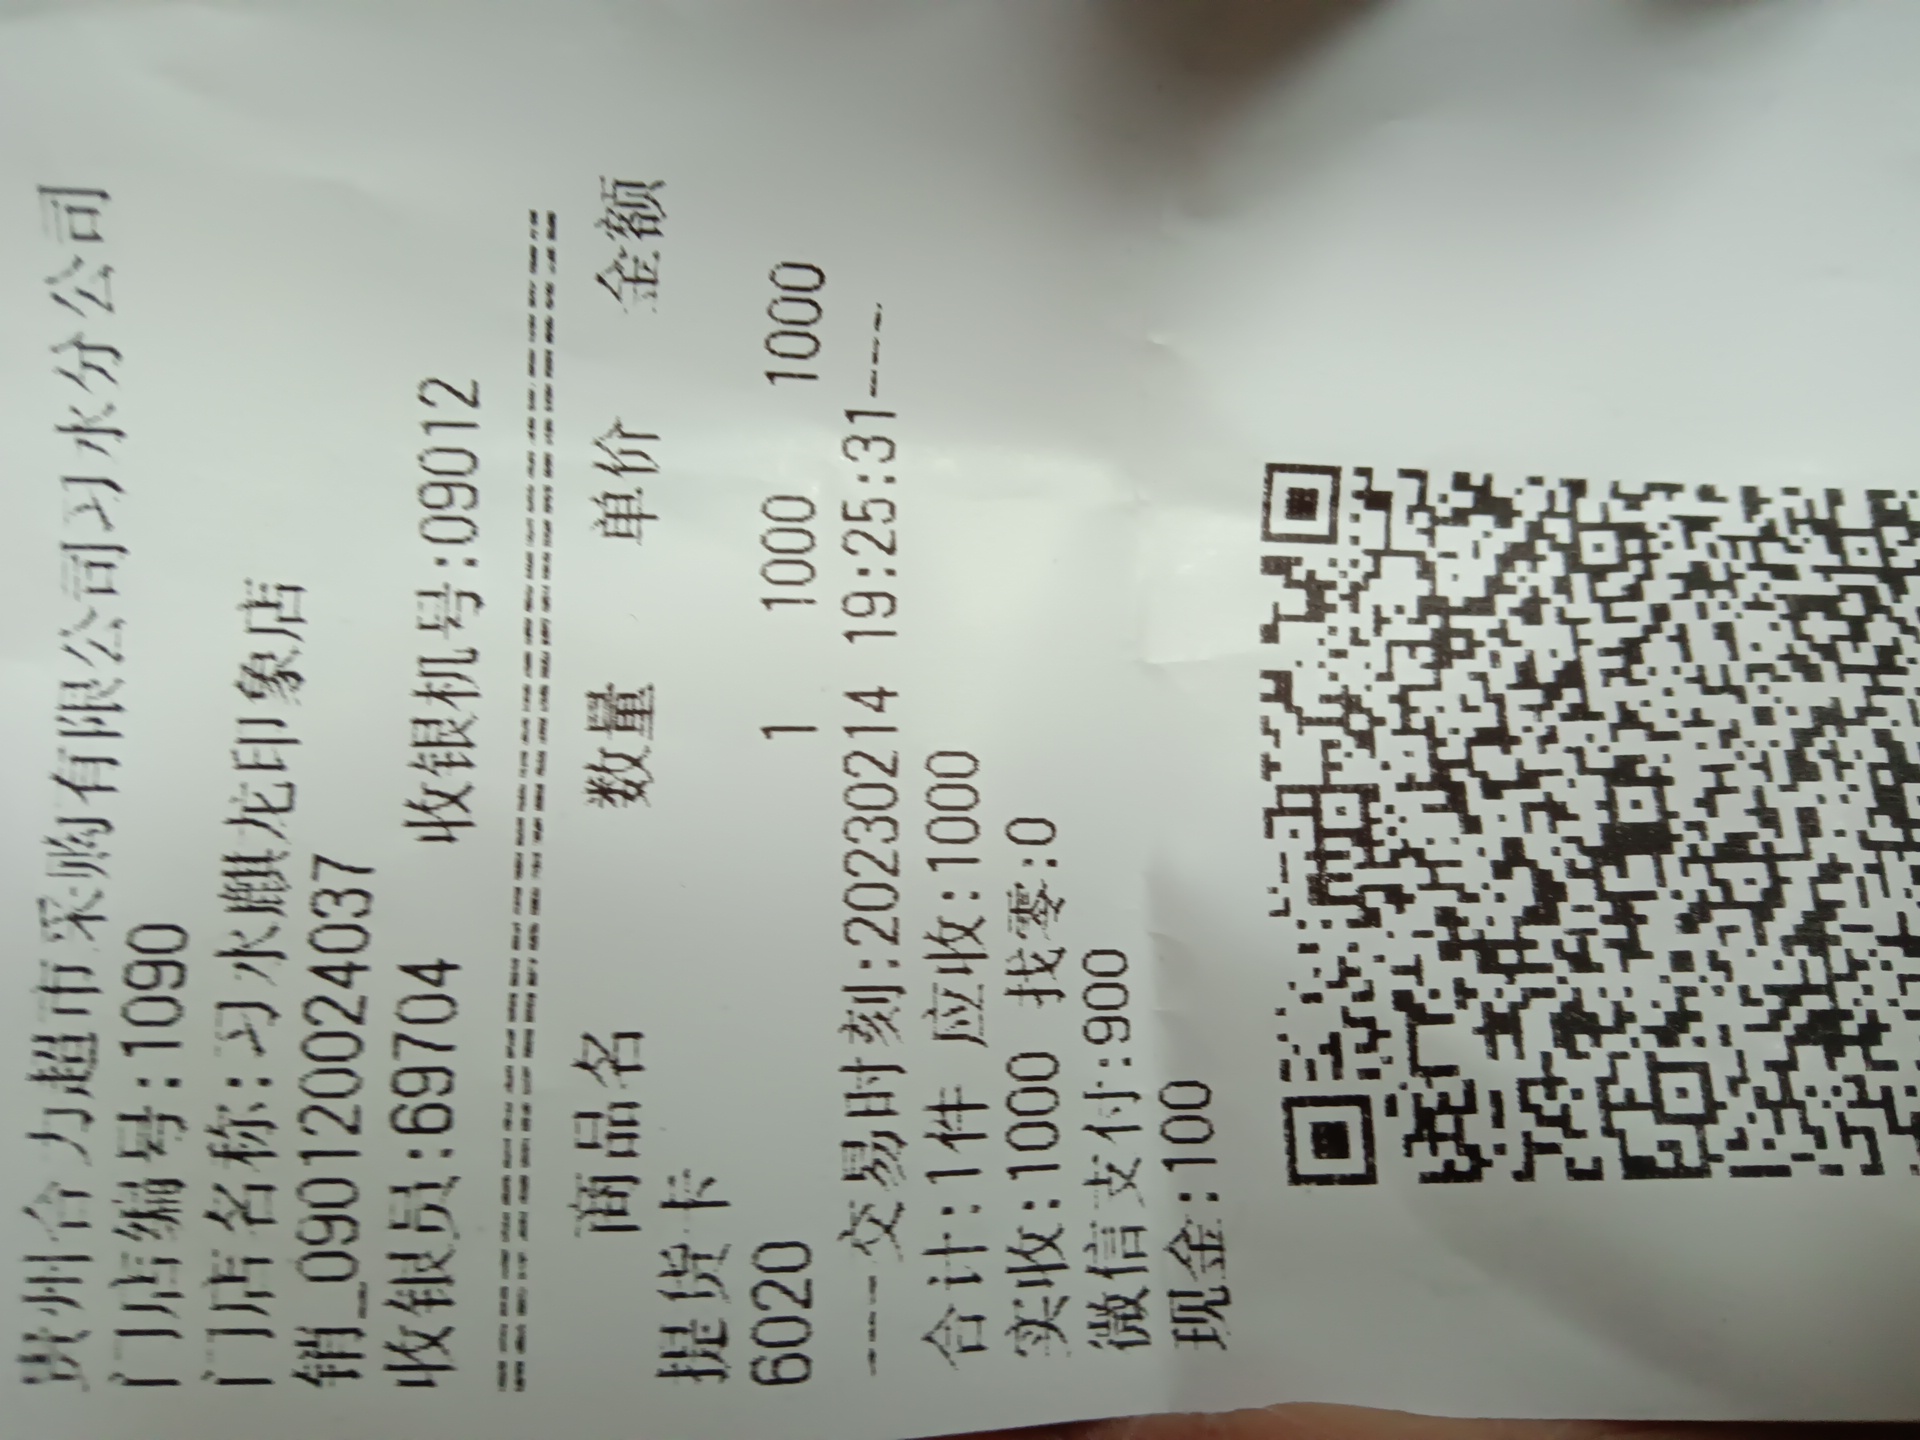 贵州合力超市采购有限公司习水分公司
门店编号:1090
门店名称:习水麒龙印象店
销_090120024037
收银员:69704 收银机号:09012
商品名 数量 单价 金额
提货卡
6020 1 1000 1000
----交易时刻:20230214 19:25:31----
合计:1件 应收:1000
实收:1000 找零:0
微信支付:900
现金:100